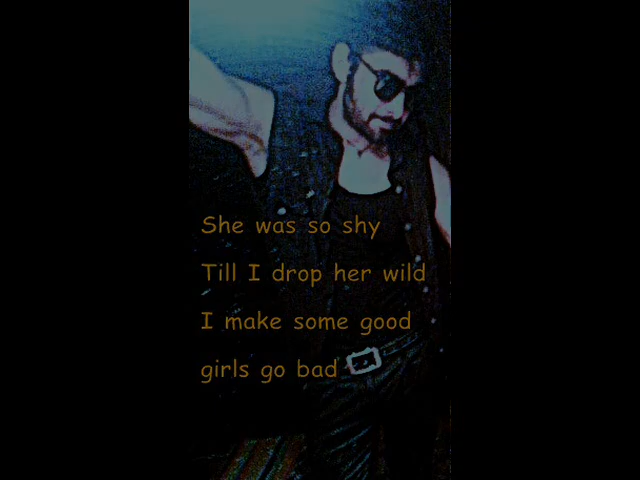 She was so shy
Till I drop her wild
I make some good
girls go bad